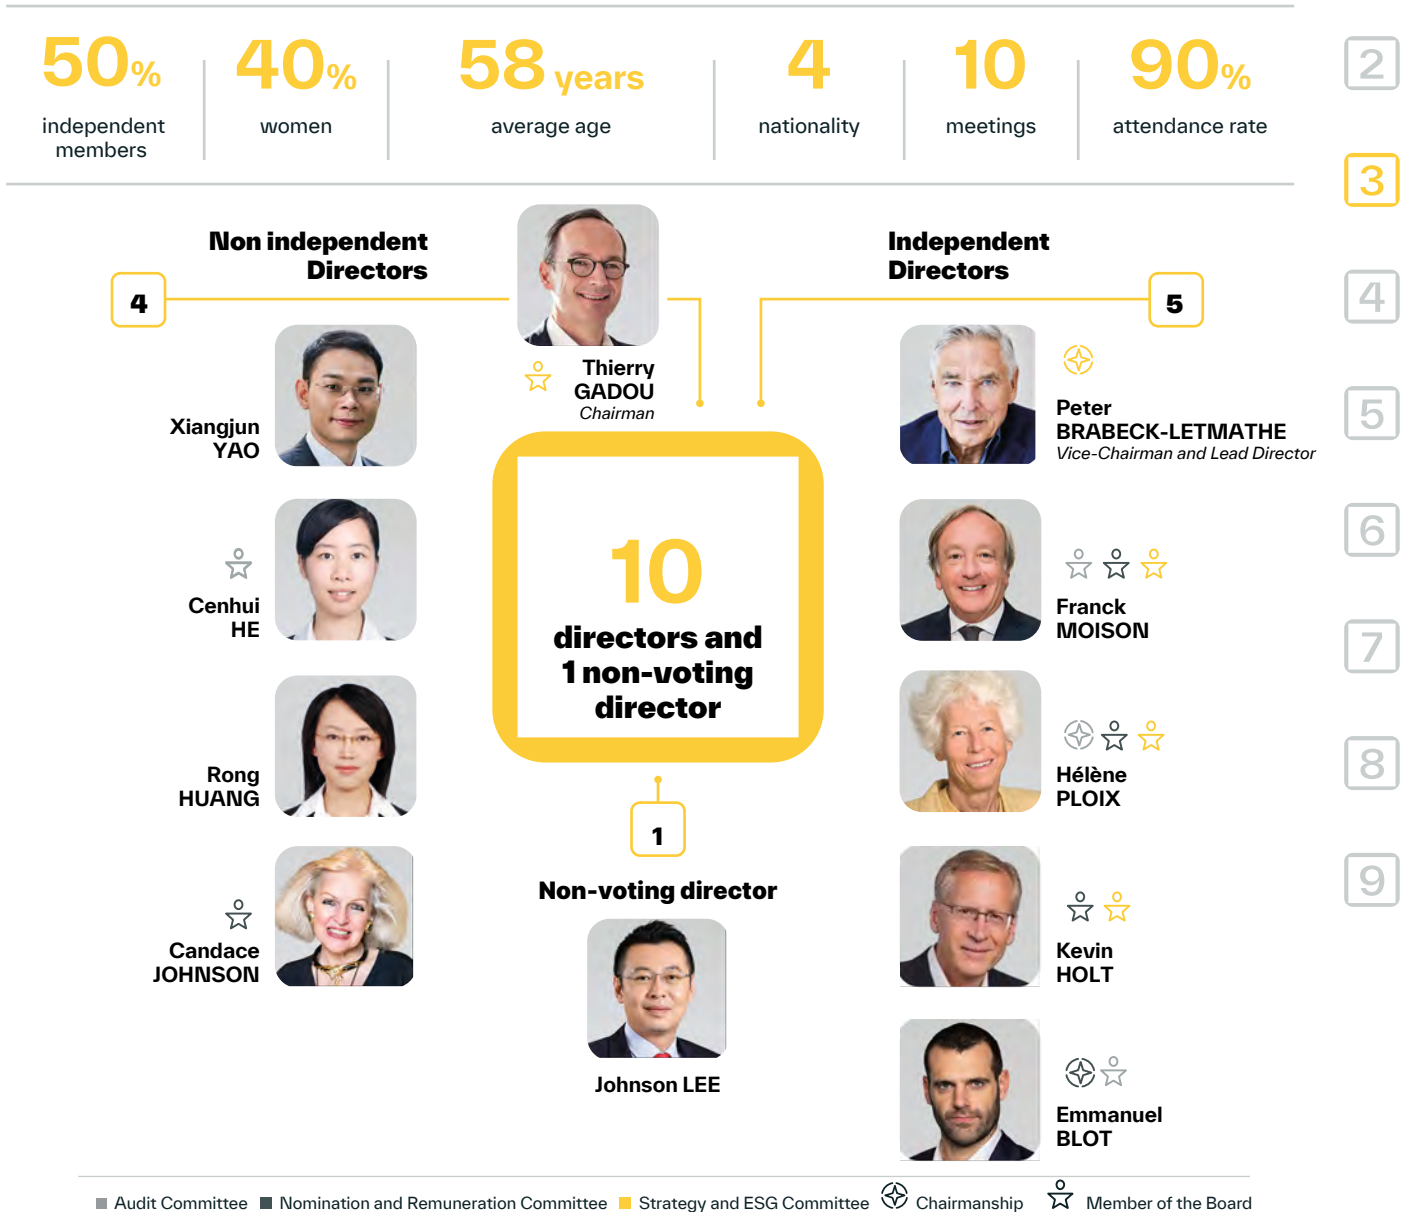 50%
independent
members
40%
women
58 years
average age
4
nationality
10
meetings
90%
attendance rate
2
3
4
5
6
7
8
9
Non independent
Directors
4
Thierry
GADOU
Chairman
Independent
Directors
5
Xiangjun
YAO
Cenhui
HE
Rong
HUANG
Candace
JOHNSON
10
directors and
1 non-voting
director
1
Non-voting director
Johnson LEE
Peter
BRABECK-LETMATHE
Vice-Chairman and Lead Director
Franck
MOISON
Hélène
PLOIX
Kevin
HOLT
Emmanuel
BLOT
Audit Committee Nomination and Remuneration Committee Strategy and ESG Committee Chairmanship Member of the Board